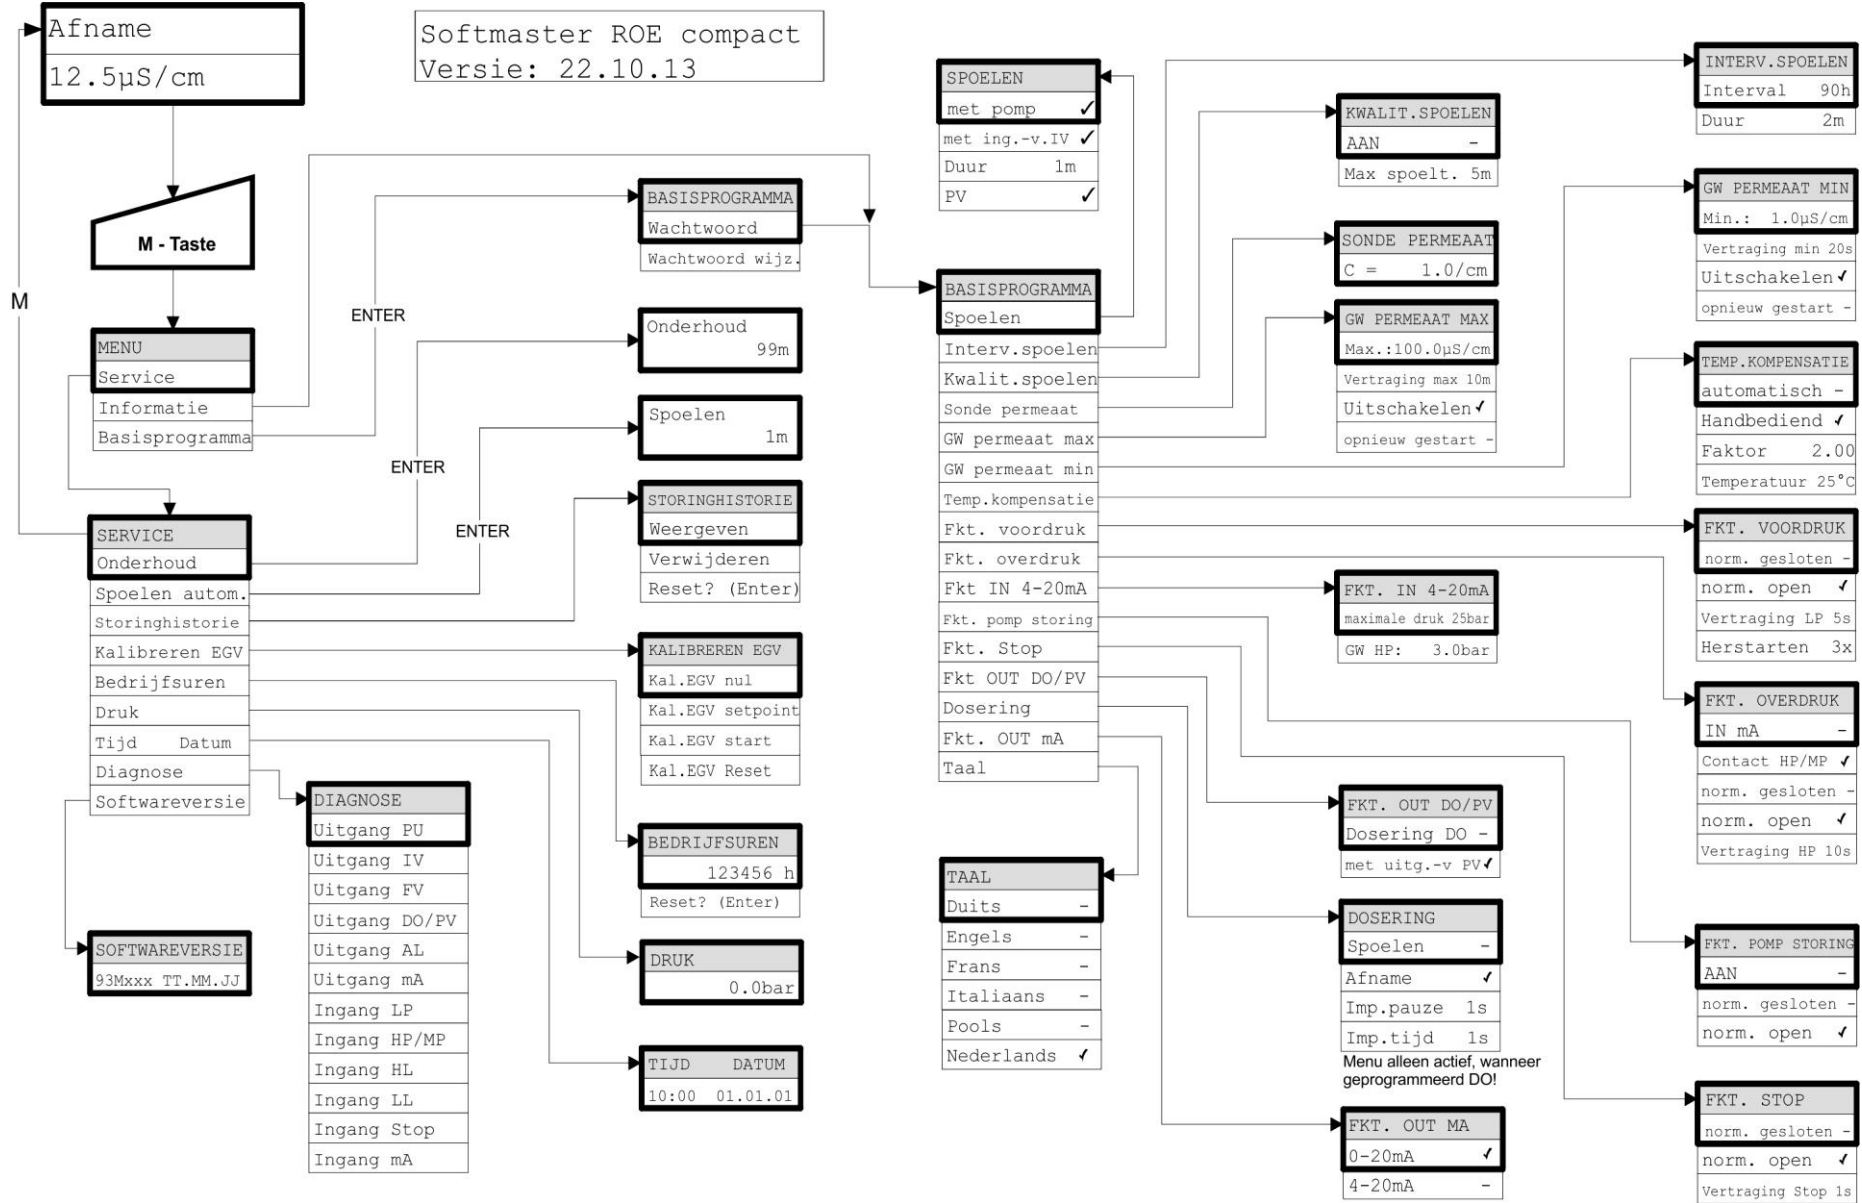 Afname
12.5µS/cm
Softmaster ROE compact
Versie: 22.10.13
M - Taste
M
MENU
Service
Informatie
Basisprogramma
ENTER
ENTER
ENTER
SERVICE
Onderhoud
Spoelen autom.
Storinghistorie
Kalibreren EGV
Bedrijfsuren
Druk
Tijd Datum
Diagnose
Softwareversie
SOFTWAREVERSIE
93Mxxx TT.MM.JJ
DIAGNOSE
Uitgang PU
Uitgang IV
Uitgang FV
Uitgang DO/PV
Uitgang AL
Uitgang mA
Ingang LP
Ingang HP/MP
Ingang HL
Ingang LL
Ingang Stop
Ingang mA
BASISPROGRAMMA
Wachtwoord
Wachtwoord wijz.
Onderhoud
99m
Spoelen
1m
STORINGHISTORIE
Weergeven
Verwijderen
Reset? (Enter)
KALIBREREN EGV
Kal.EGV nul
Kal.EGV setpoint
Kal.EGV start
Kal.EGV Reset
BEDRIJFSUREN
123456 h
Reset? (Enter)
DRUK
0.0bar
TIJD DATUM
10:00 01.01.01
SPOELEN
met pomp ✓
met ing.-v.IV ✓
Duur 1m
PV ✓
BASISPROGRAMMA
Spoelen
Interv.spoelen
Kwalit.spoelen
Sonde permeaat
GW permeaat max
GW permeaat min
Temp.kompensatie
Fkt. voordruk
Fkt. overdruk
Fkt IN 4-20mA
Fkt. pomp storing
Fkt. Stop
Fkt OUT DO/PV
Dosering
Fkt. OUT mA
Taal
TAAL
Duits -
Engels -
Frans -
Italiaans -
Pools -
Nederlands ✓
KWALIT.SPOELEN
AAN -
Max spoelt. 5m
SONDE PERMEAAT
C = 1.0/cm
GW PERMEAAT MAX
Max.:100.0µS/cm
Vertraging max 10m
Uitschakelen ✓
opnieuw gestart -
FKT. IN 4-20mA
maximale druk 25bar
GW HP: 3.0bar
FKT. OUT DO/PV
Dosering DO -
met uitg.-v PV ✓
DOSERING
Spoelen -
Afname ✓
Imp.pauze 1s
Imp.tijd 1s
Menu alleen actief, wanneer
geprogrammeerd DO!
FKT. OUT MA
0-20mA ✓
4-20mA -
INTERV.SPOELEN
Interval 90h
Duur 2m
GW PERMEAAT MIN
Min.: 1.0µS/cm
Vertraging min 20s
Uitschakelen ✓
opnieuw gestart -
TEMP.KOMPENSATIE
automatisch -
Handbediend ✓
Faktor 2.00
Temperatuur 25°C
FKT. VOORDRUK
norm. gesloten -
norm. open ✓
Vertraging LP 5s
Herstarten 3x
FKT. OVERDRUK
IN mA -
Contact HP/MP ✓
norm. gesloten -
norm. open ✓
Vertraging HP 10s
FKT. POMP STORING
AAN -
norm. gesloten -
norm. open ✓
FKT. STOP
norm. gesloten -
norm. open ✓
Vertraging Stop 1s